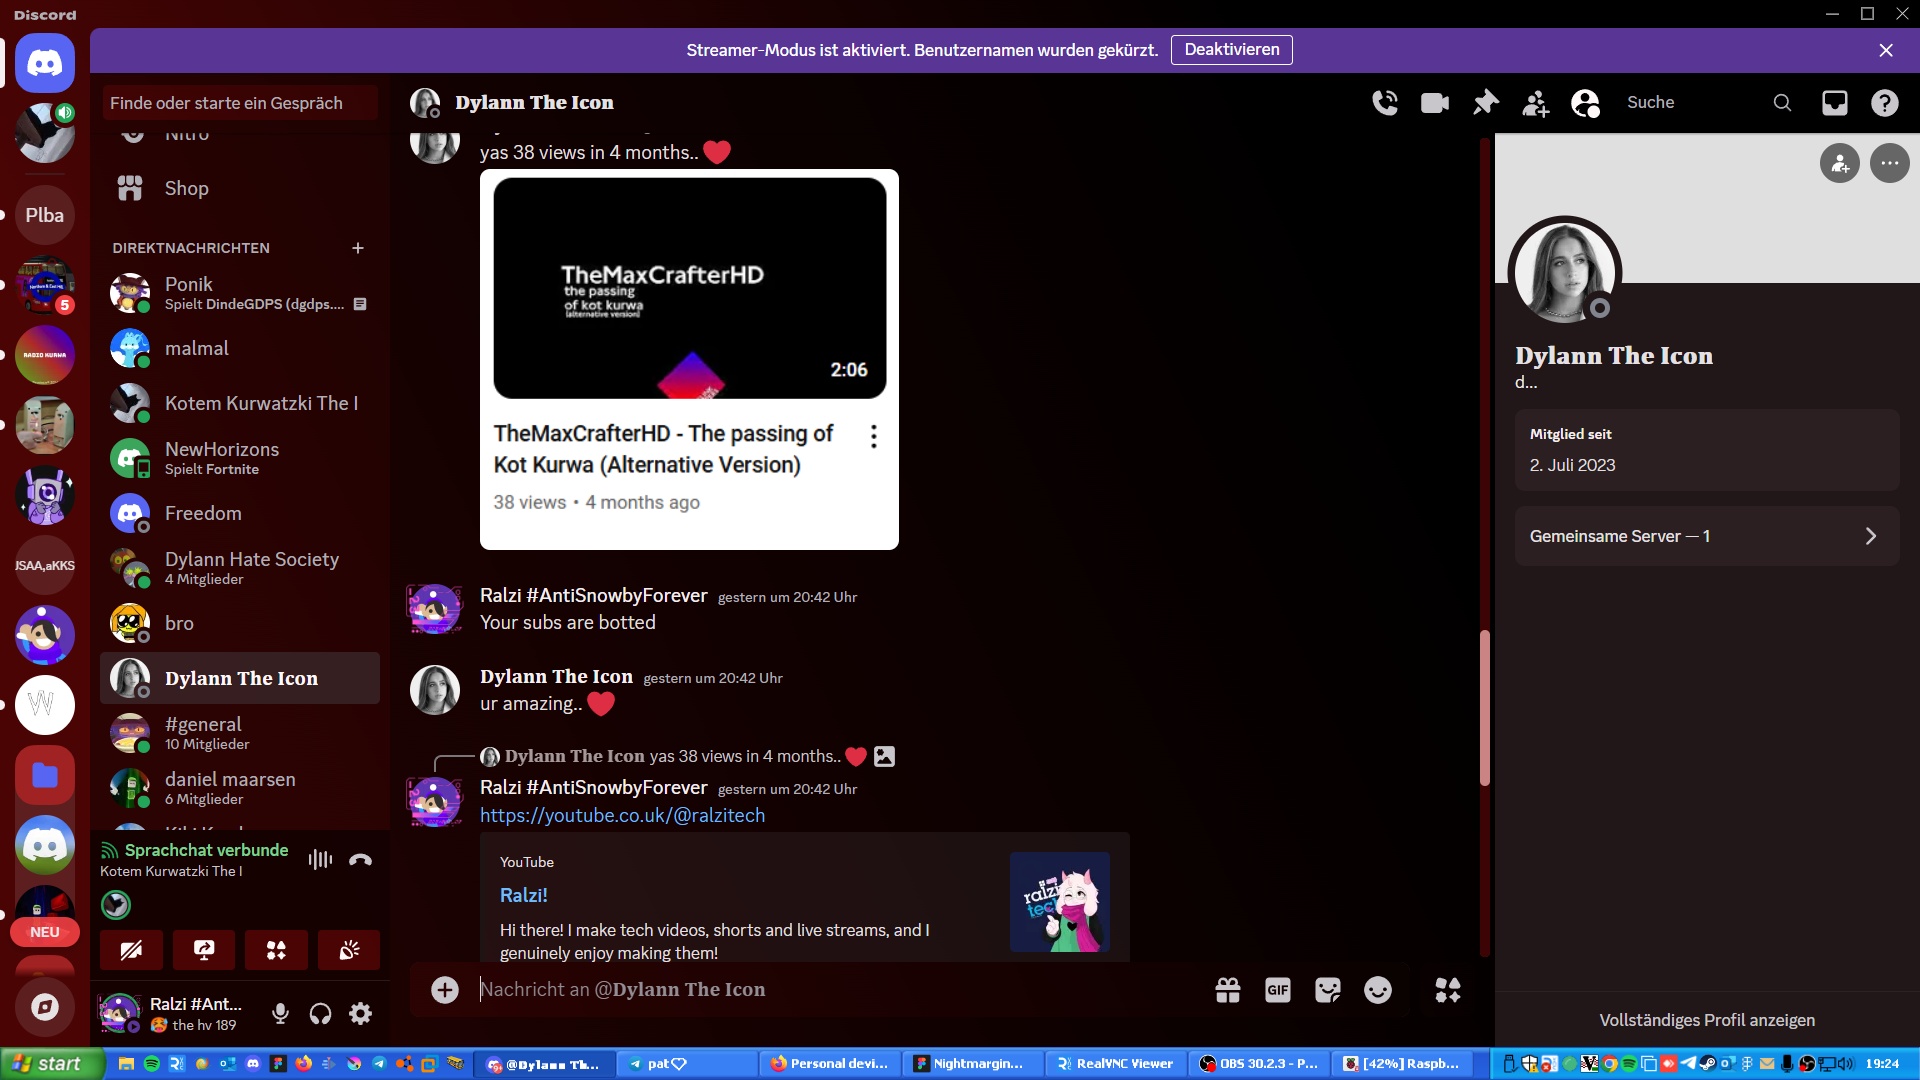 Discord
Streamer-Modus ist aktiviert. Benutzernamen wurden gekürzt.
Deaktivieren
Finde oder starte ein Gespräch
Nitro
Shop
DIREKTNACHRICHTEN
Ponik
Spielt DindeGDPS (dgdps....
malmal
Kotem Kurwatzki The I
NewHorizons
Spielt Fortnite
Freedom
Dylann Hate Society
4 Mitglieder
bro
Dylann The Icon
#general
10 Mitglieder
daniel maarsen
6 Mitglieder
Plba
5
RADIO KURWA
JSAA,aKKS
NEU
Sprachchat verbunde
Kotem Kurwatzki The I
Ralzi #Ant...
the hv 189
Dylann The Icon
Suche
yas 38 views in 4 months..
TheMaxCrafterHD
the passing
of kot kurwa
(alternative version)
2:06
TheMaxCrafterHD - The passing of
Kot Kurwa (Alternative Version)
38 views • 4 months ago
Ralzi #AntiSnowbyForever gestern um 20:42 Uhr
Your subs are botted
Dylann The Icon gestern um 20:42 Uhr
ur amazing..
Dylann The Icon yas 38 views in 4 months..
Ralzi #AntiSnowbyForever gestern um 20:42 Uhr
https://youtube.co.uk/@ralzitech
YouTube
Ralzi!
Hi there! I make tech videos, shorts and live streams, and I
genuinely enjoy making them!
ralzi
tech
Nachricht an @Dylann The Icon
GIF
Dylann The Icon
d...
Mitglied seit
2. Juli 2023
Gemeinsame Server — 1
Vollständiges Profil anzeigen
start
@Dylann Th...
pat♡
Personal devi...
Nightmargin...
RealVNC Viewer
OBS 30.2.3 - P...
[42%] Raspb...
19:24